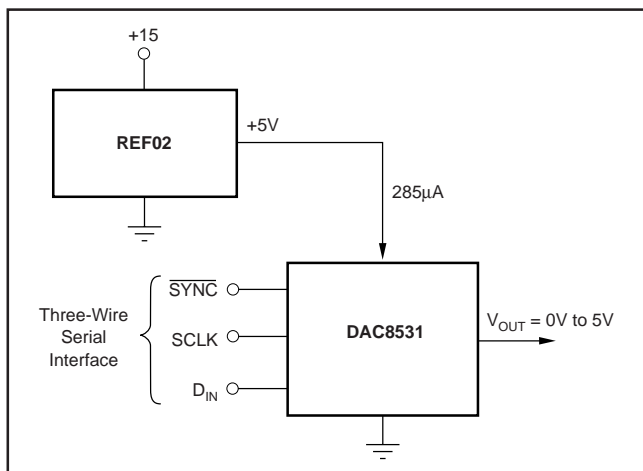 +15
REF02
+5V
285μA
Three-Wire
Serial
Interface
SYNC
SCLK
DIN
DAC8531
VOUT = 0V to 5V